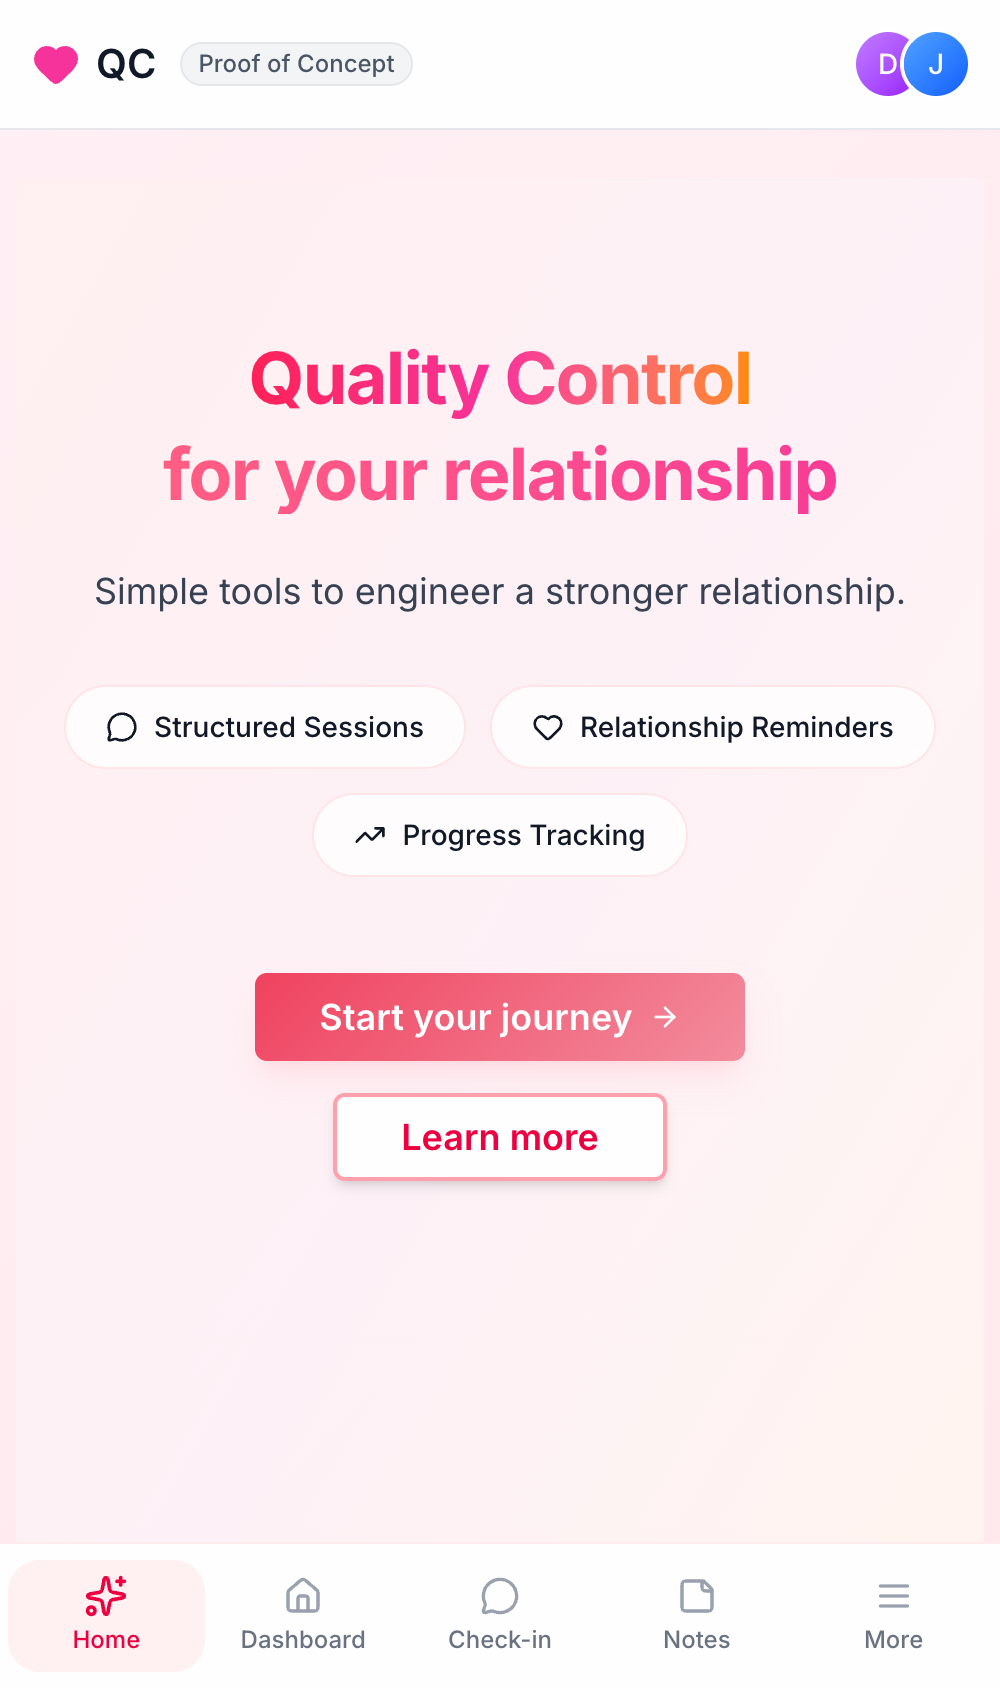 QC
Proof of Concept
D
J
Quality Control
for your relationship
Simple tools to engineer a stronger relationship.
Structured Sessions
Relationship Reminders
Progress Tracking
Start your journey →
Learn more
Home
Dashboard
Check-in
Notes
More